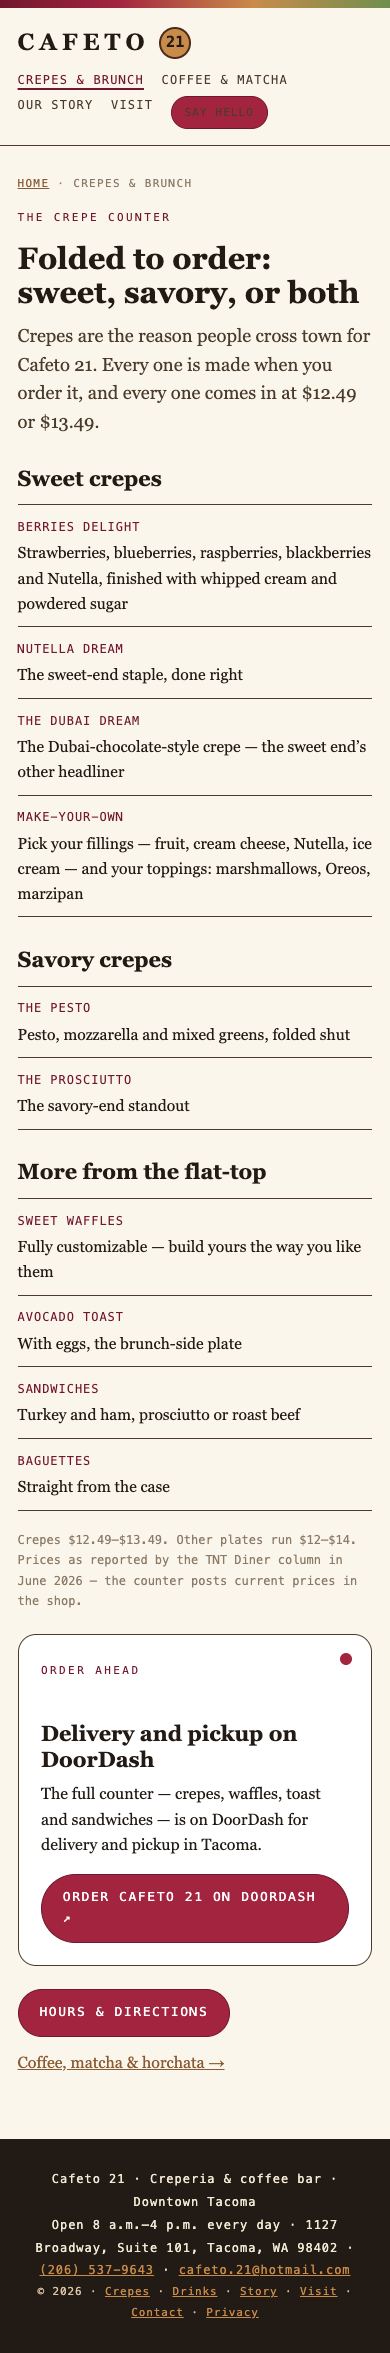 CAFETO 21
CREPES & BRUNCH COFFEE & MATCHA
OUR STORY VISIT SAY HELLO
HOME · CREPES & BRUNCH
THE CREPE COUNTER
Folded to order:
sweet, savory, or both
Crepes are the reason people cross town for
Cafeto 21. Every one is made when you
order it, and every one comes in at $12.49
or $13.49.
Sweet crepes
BERRIES DELIGHT
Strawberries, blueberries, raspberries, blackberries
and Nutella, finished with whipped cream and
powdered sugar
NUTELLA DREAM
The sweet-end staple, done right
THE DUBAI DREAM
The Dubai-chocolate-style crepe — the sweet end’s
other headliner
MAKE-YOUR-OWN
Pick your fillings — fruit, cream cheese, Nutella, ice
cream — and your toppings: marshmallows, Oreos,
marzipan
Savory crepes
THE PESTO
Pesto, mozzarella and mixed greens, folded shut
THE PROSCIUTTO
The savory-end standout
More from the flat-top
SWEET WAFFLES
Fully customizable — build yours the way you like
them
AVOCADO TOAST
With eggs, the brunch-side plate
SANDWICHES
Turkey and ham, prosciutto or roast beef
BAGUETTES
Straight from the case
Crepes $12.49–$13.49. Other plates run $12–$14.
Prices as reported by the TNT Diner column in
June 2026 — the counter posts current prices in
the shop.
ORDER AHEAD
Delivery and pickup on
DoorDash
The full counter — crepes, waffles, toast
and sandwiches — is on DoorDash for
delivery and pickup in Tacoma.
ORDER CAFETO 21 ON DOORDASH
↗
HOURS & DIRECTIONS
Coffee, matcha & horchata →
Cafeto 21 · Creperia & coffee bar ·
Downtown Tacoma
Open 8 a.m.–4 p.m. every day · 1127
Broadway, Suite 101, Tacoma, WA 98402 ·
(206) 537-9643 · cafeto.21@hotmail.com
© 2026 · Crepes · Drinks · Story · Visit ·
Contact · Privacy